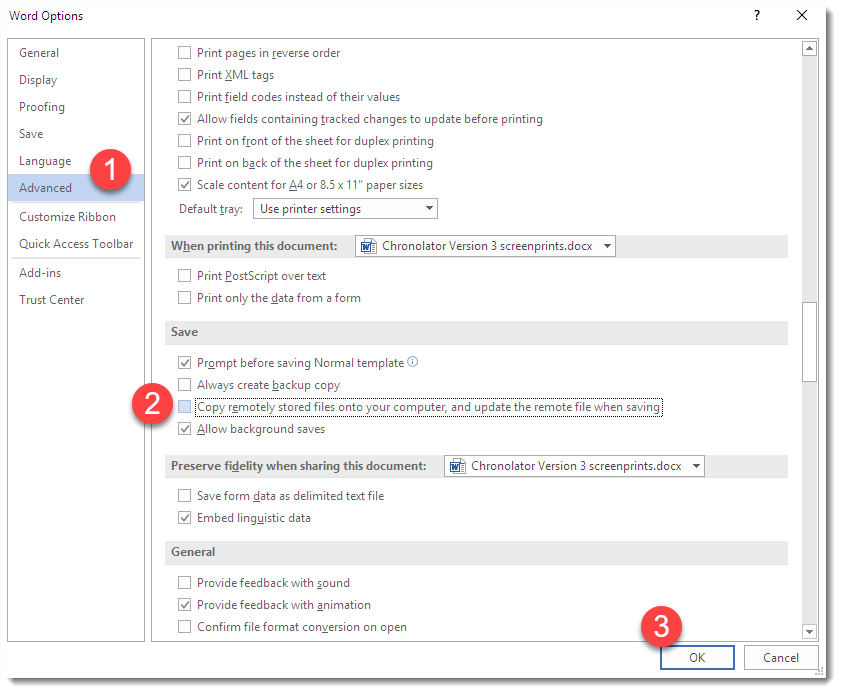 Word Options
?
General
Display
Proofing
Save
Language
1
Advanced
Customize Ribbon
Quick Access Toolbar
Add-ins
Trust Center
Print pages in reverse order
Print XML tags
Print field codes instead of their values
Allow fields containing tracked changes to update before printing
Print on front of the sheet for duplex printing
Print on back of the sheet for duplex printing
Scale content for A4 or 8.5 x 11" paper sizes
Default tray: Use printer settings
When printing this document: Chronolator Version 3 screenprints.docx
Print PostScript over text
Print only the data from a form
Save
Prompt before saving Normal template
Always create backup copy
2 Copy remotely stored files onto your computer, and update the remote file when saving
Allow background saves
Preserve fidelity when sharing this document: Chronolator Version 3 screenprints.docx
Save form data as delimited text file
Embed linguistic data
General
Provide feedback with sound
Provide feedback with animation
Confirm file format conversion on open
3
OK Cancel